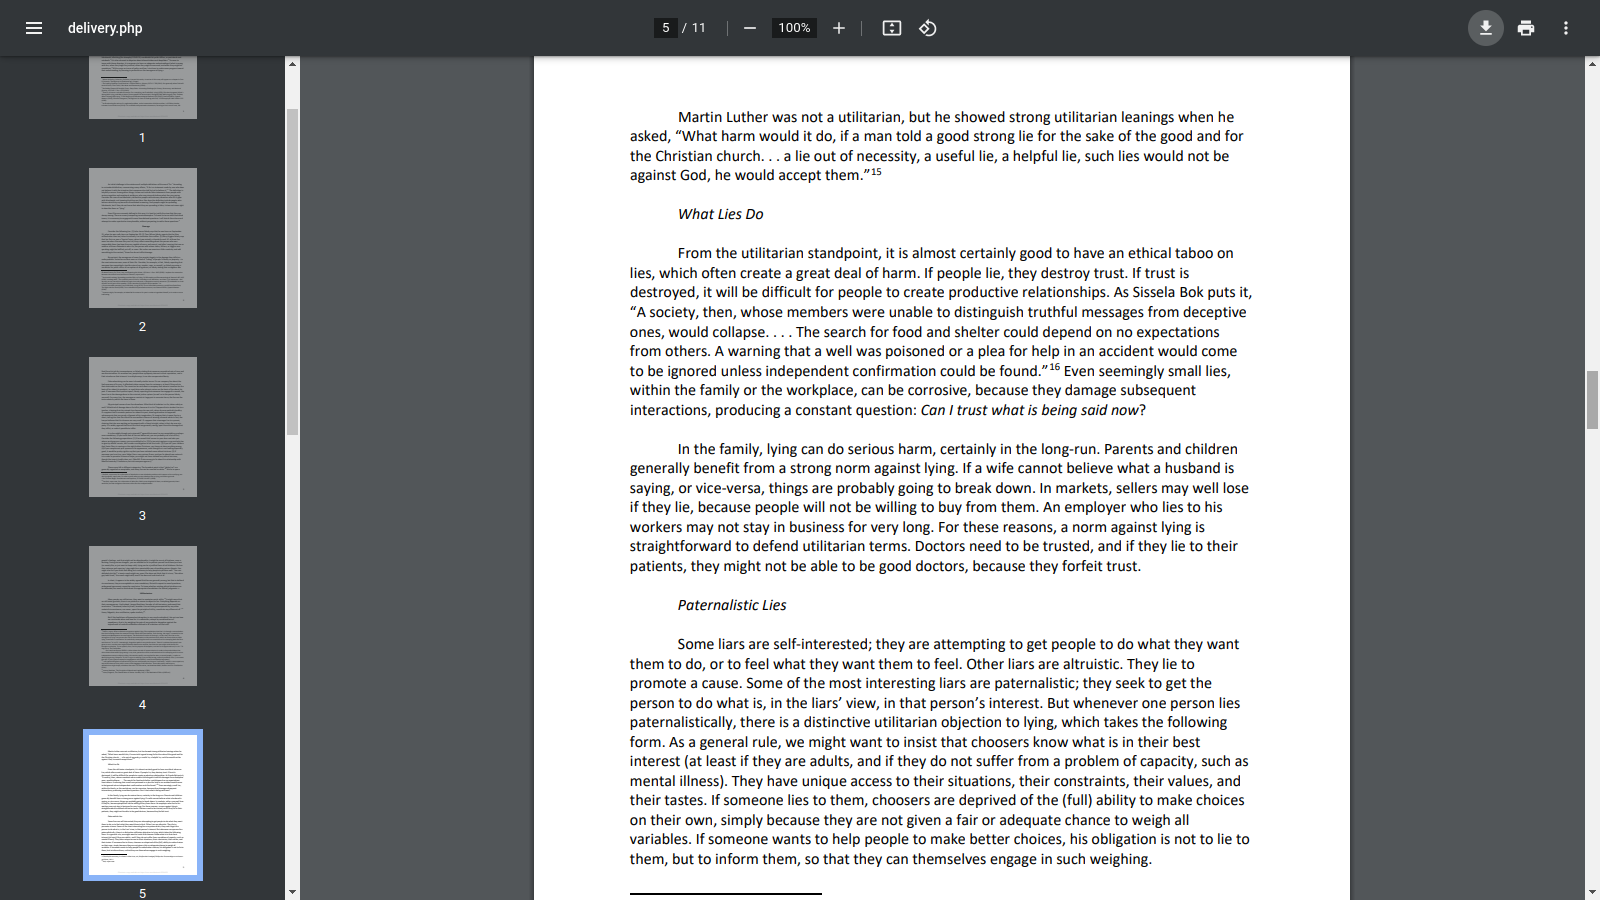 delivery.php
5 / 11
100%
1
2
3
4
5
Martin Luther was not a utilitarian, but he showed strong utilitarian leanings when he
asked, “What harm would it do, if a man told a good strong lie for the sake of the good and for
the Christian church. . . a lie out of necessity, a useful lie, a helpful lie, such lies would not be
against God, he would accept them.”15
What Lies Do
From the utilitarian standpoint, it is almost certainly good to have an ethical taboo on
lies, which often create a great deal of harm. If people lie, they destroy trust. If trust is
destroyed, it will be difficult for people to create productive relationships. As Sissela Bok puts it,
“A society, then, whose members were unable to distinguish truthful messages from deceptive
ones, would collapse. . . . The search for food and shelter could depend on no expectations
from others. A warning that a well was poisoned or a plea for help in an accident would come
to be ignored unless independent confirmation could be found.”16 Even seemingly small lies,
within the family or the workplace, can be corrosive, because they damage subsequent
interactions, producing a constant question: Can I trust what is being said now?
In the family, lying can do serious harm, certainly in the long-run. Parents and children
generally benefit from a strong norm against lying. If a wife cannot believe what a husband is
saying, or vice-versa, things are probably going to break down. In markets, sellers may well lose
if they lie, because people will not be willing to buy from them. An employer who lies to his
workers may not stay in business for very long. For these reasons, a norm against lying is
straightforward to defend utilitarian terms. Doctors need to be trusted, and if they lie to their
patients, they might not be able to be good doctors, because they forfeit trust.
Paternalistic Lies
Some liars are self-interested; they are attempting to get people to do what they want
them to do, or to feel what they want them to feel. Other liars are altruistic. They lie to
promote a cause. Some of the most interesting liars are paternalistic; they seek to get the
person to do what is, in the liars’ view, in that person’s interest. But whenever one person lies
paternalistically, there is a distinctive utilitarian objection to lying, which takes the following
form. As a general rule, we might want to insist that choosers know what is in their best
interest (at least if they are adults, and if they do not suffer from a problem of capacity, such as
mental illness). They have unique access to their situations, their constraints, their values, and
their tastes. If someone lies to them, choosers are deprived of the (full) ability to make choices
on their own, simply because they are not given a fair or adequate chance to weigh all
variables. If someone wants to help people to make better choices, his obligation is not to lie to
them, but to inform them, so that they can themselves engage in such weighing.